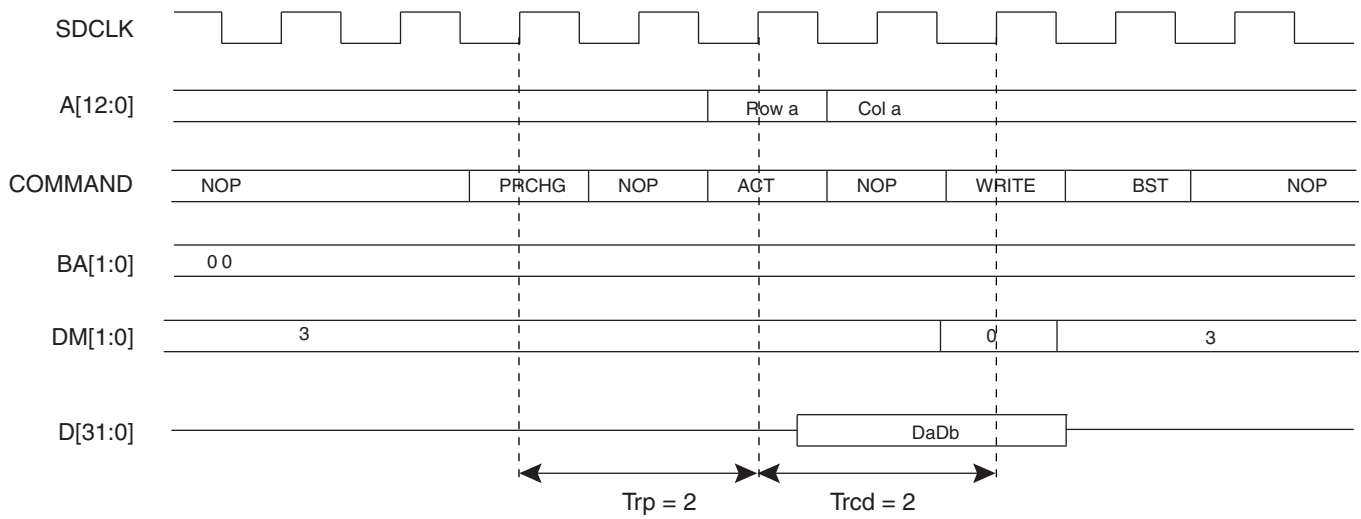 SDCLK
A[12:0] Row a Col a
COMMAND NOP PRCHG NOP ACT NOP WRITE BST NOP
BA[1:0] 0 0
DM[1:0] 3 0 3
D[31:0] DaDb
Trp = 2 Trcd = 2